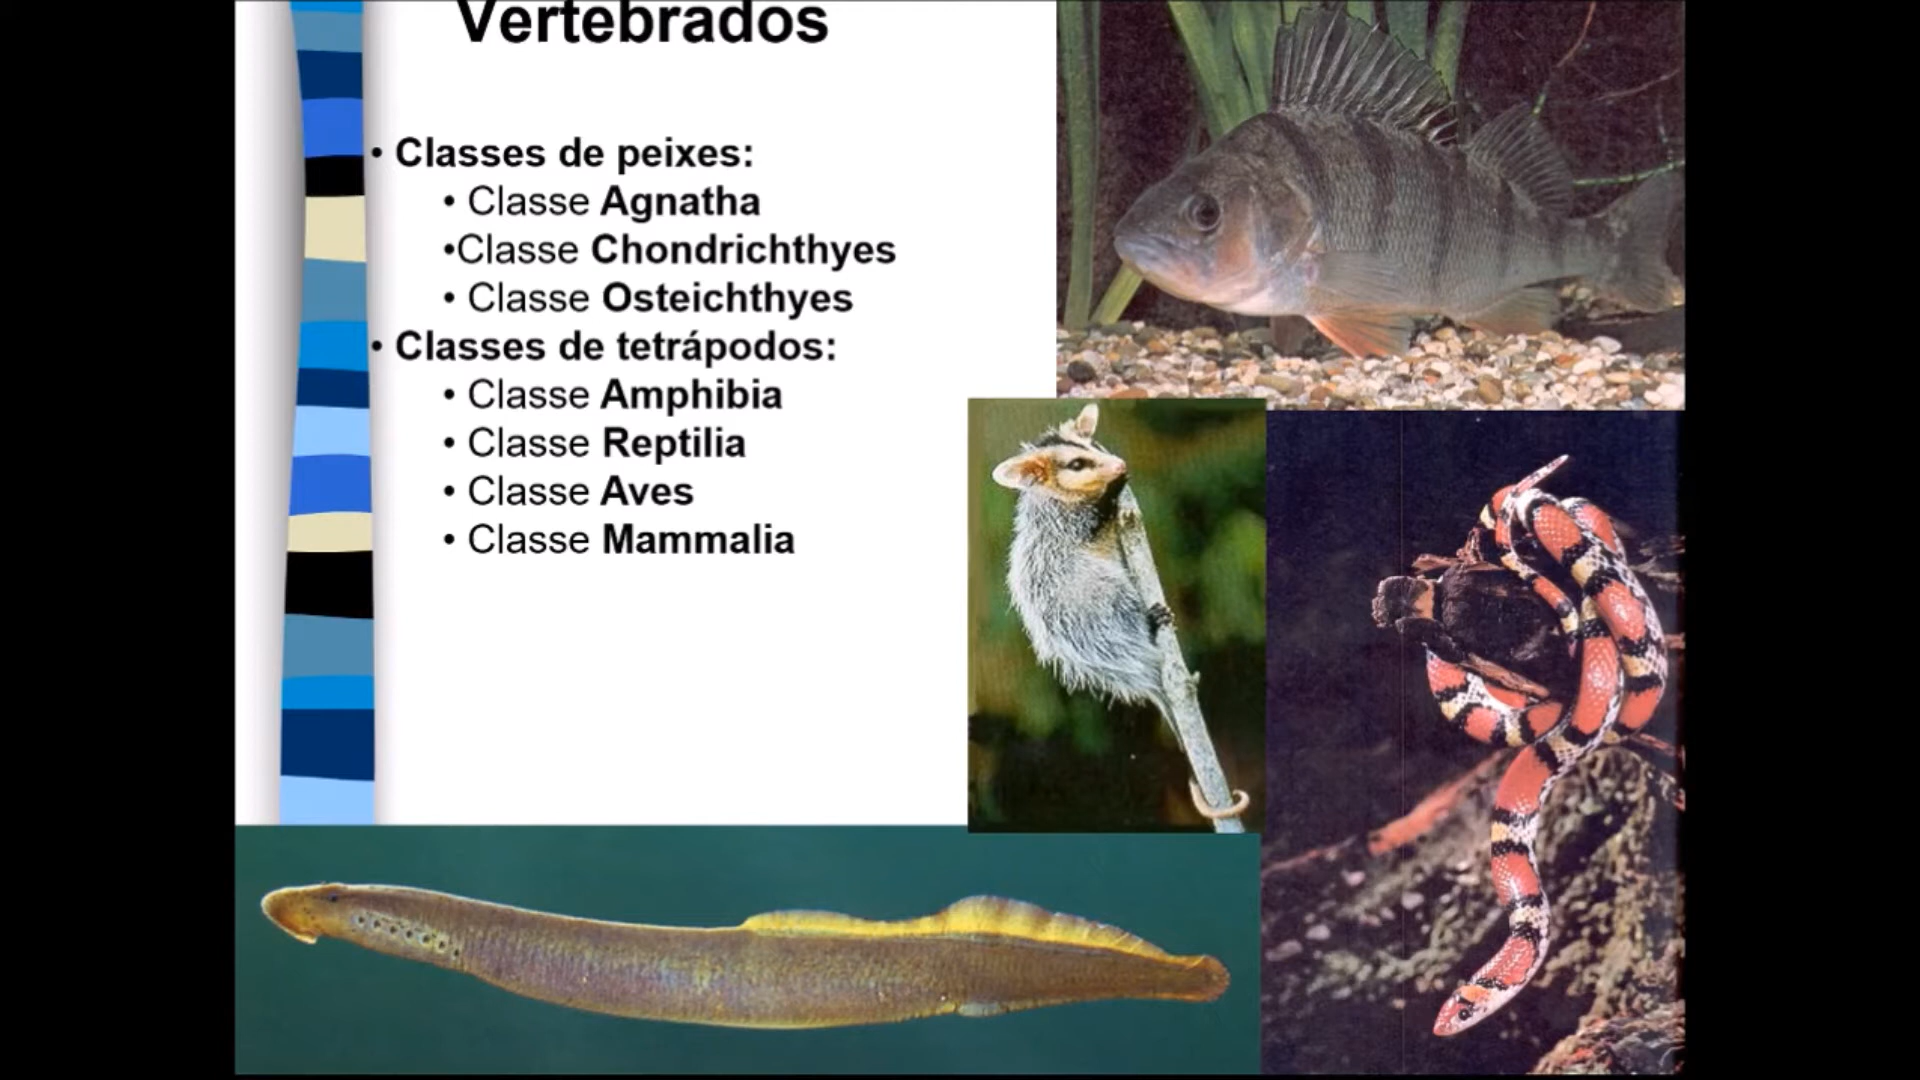 Vertebrados
• Classes de peixes:
• Classe Agnatha
•Classe Chondrichthyes
• Classe Osteichthyes
• Classes de tetrápodos:
• Classe Amphibia
• Classe Reptilia
• Classe Aves
• Classe Mammalia